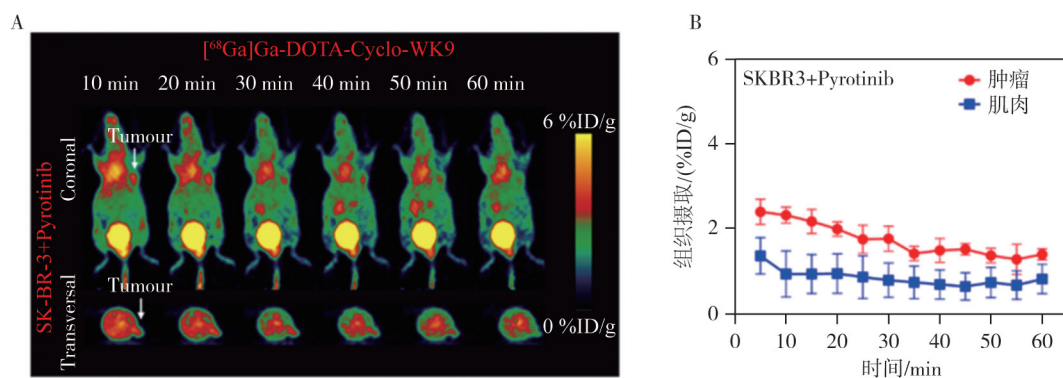 A
[⁶⁸Ga]Ga-DOTA-Cyclo-WK9
10 min 20 min 30 min 40 min 50 min 60 min
SK-BR-3+Pyrotinib
Coronal
Tumour
6 %ID/g
Transversal
Tumour
0 %ID/g
B
SKBR3+Pyrotinib
肿瘤
肌肉
组织摄取/(%ID/g)
6
4
2
0
0 10 20 30 40 50 60
时间/min